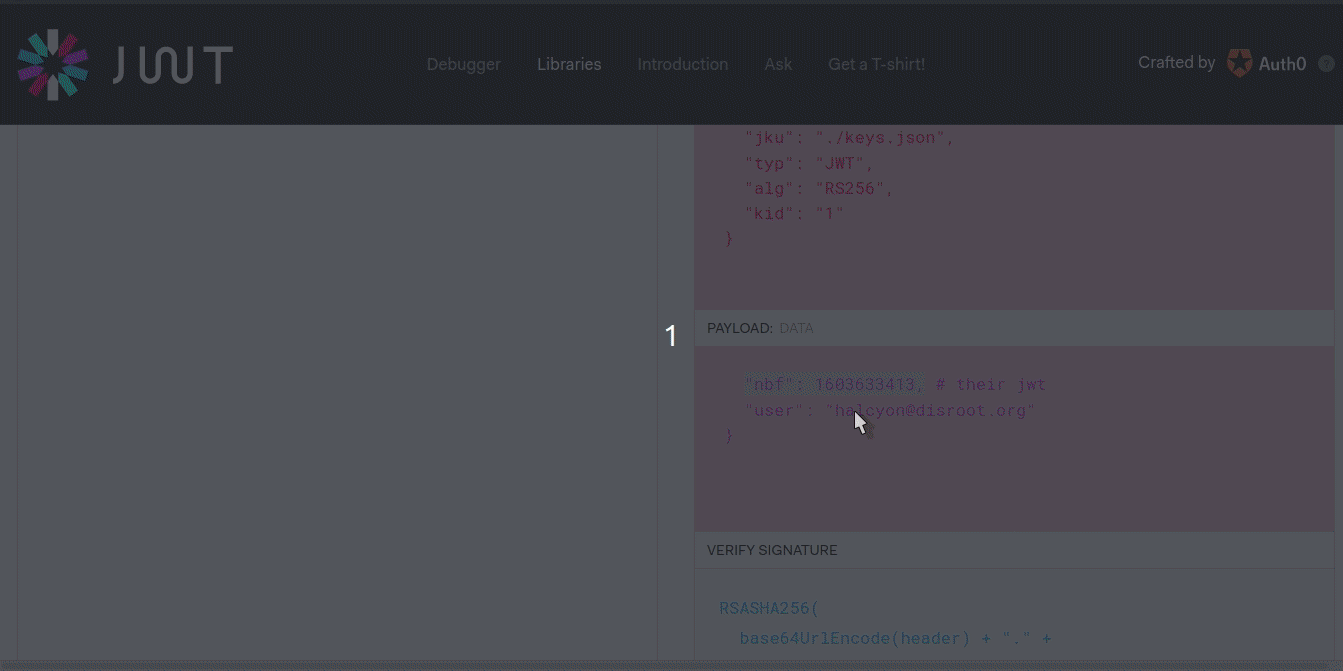 JWT
Debugger
Libraries
Introduction
Ask
Get a T-shirt!
Crafted by
Auth0
?
"jku": "./keys.json",
"typ": "JWT",
"alg": "RS256",
"kid": "1"
}
1
PAYLOAD: DATA
"nbf": 1603633413, # their jwt
"user": "halcyon@disroot.org"
}
VERIFY SIGNATURE
RSASHA256(
base64UrlEncode(header) + "." +